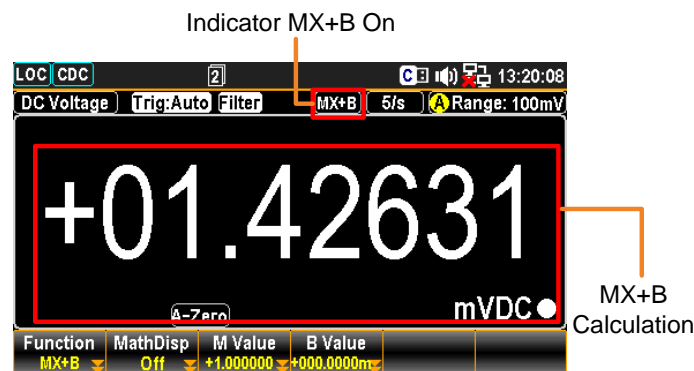 Indicator MX+B On
LOC CDC 2 C 13:20:08
DC Voltage Trig:Auto Filter MX+B 5/s A Range: 100mV
+01.42631
A-Zero mVDC
MX+B
Calculation
Function MathDisp M Value B Value
MX+B Off +1.000000 +000.0000m